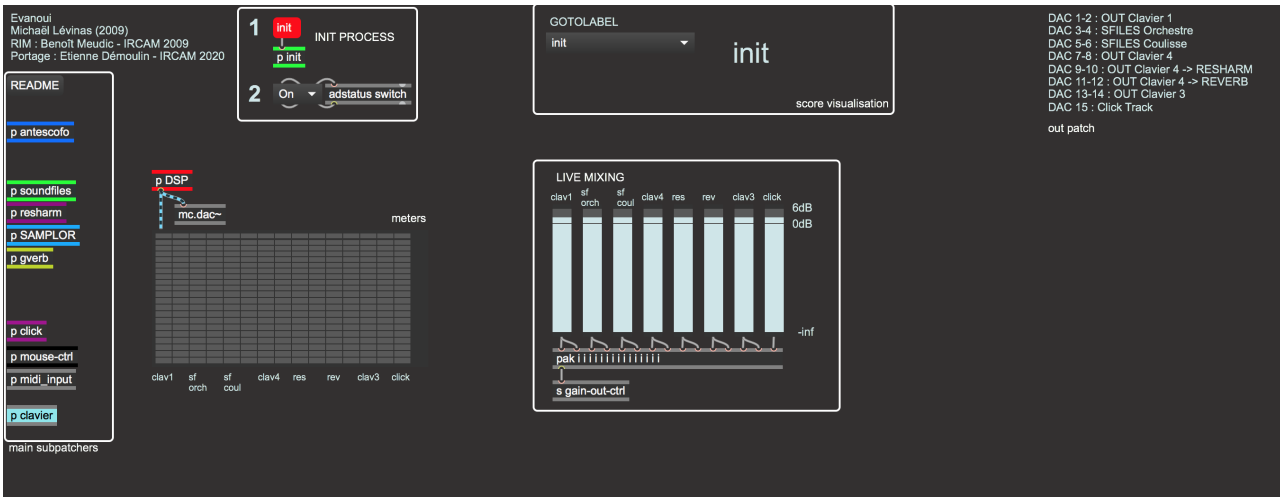 Evanoui
Michaël Lévinas (2009)
RIM : Benoît Meudic - IRCAM 2009
Portage : Etienne Démoulin - IRCAM 2020
README
p antescofo
p soundfiles
p resharm
p SAMPLOR
p gverb
p click
p mouse-ctrl
p midi_input
p clavier
main subpatchers
1
init
INIT PROCESS
p init
2
On
adstatus switch
p DSP
mc.dac~
meters
clav1 sf orch sf coul clav4 res rev clav3 click
GOTOLABEL
init
init
score visualisation
LIVE MIXING
clav1 sf orch sf coul clav4 res rev clav3 click
6dB
0dB
-inf
pak i i i i i i i i i i i i i i i i
s gain-out-ctrl
DAC 1-2 : OUT Clavier 1
DAC 3-4 : SFILES Orchestre
DAC 5-6 : SFILES Coulisse
DAC 7-8 : OUT Clavier 4
DAC 9-10 : OUT Clavier 4 -> RESHARM
DAC 11-12 : OUT Clavier 4 -> REVERB
DAC 13-14 : OUT Clavier 3
DAC 15 : Click Track
out patch